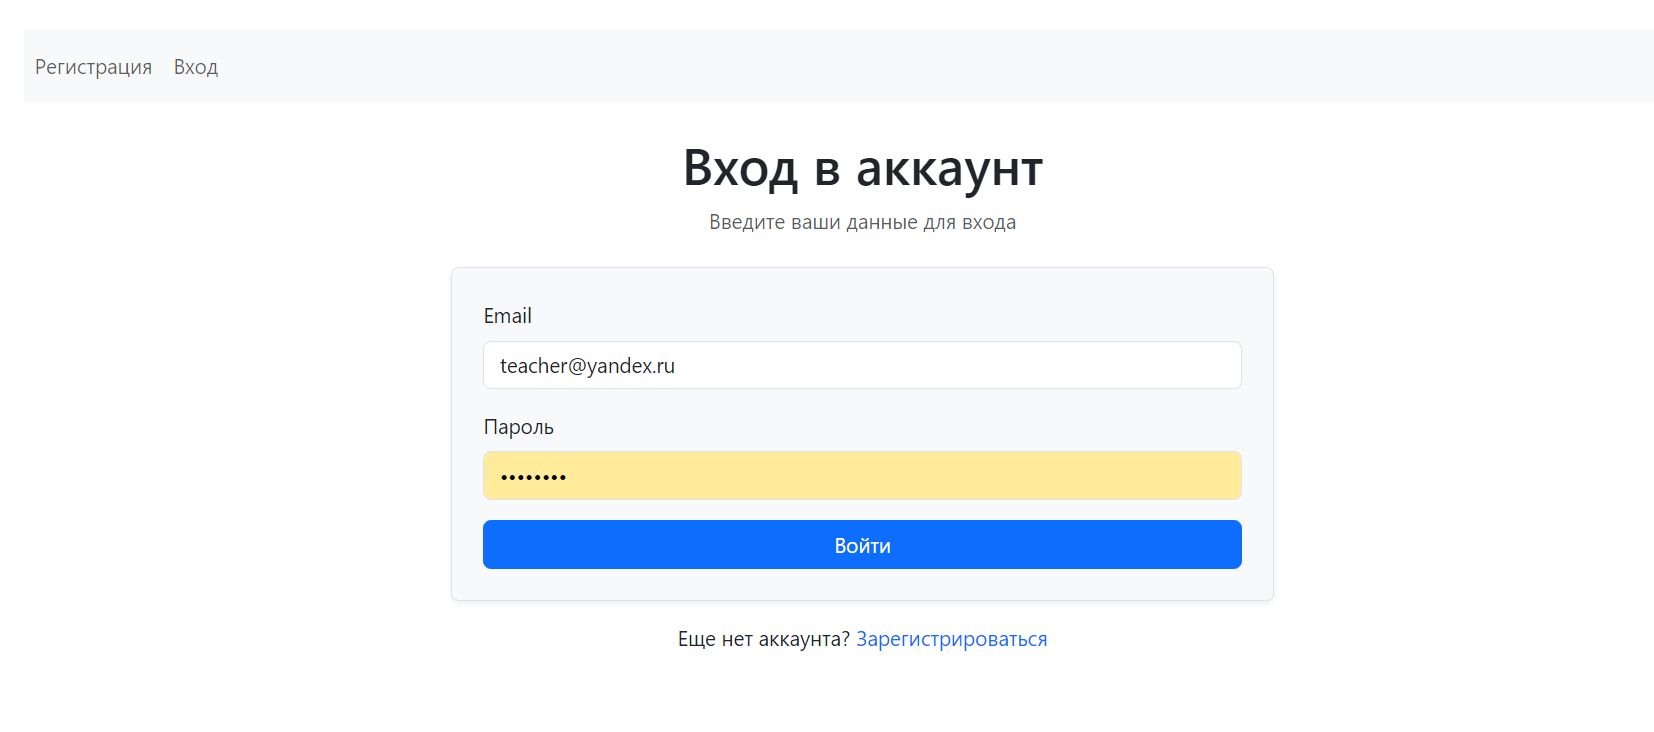 Регистрация Вход
Вход в аккаунт
Введите ваши данные для входа
Email
teacher@yandex.ru
Пароль
••••••••
Войти
Еще нет аккаунта? Зарегистрироваться